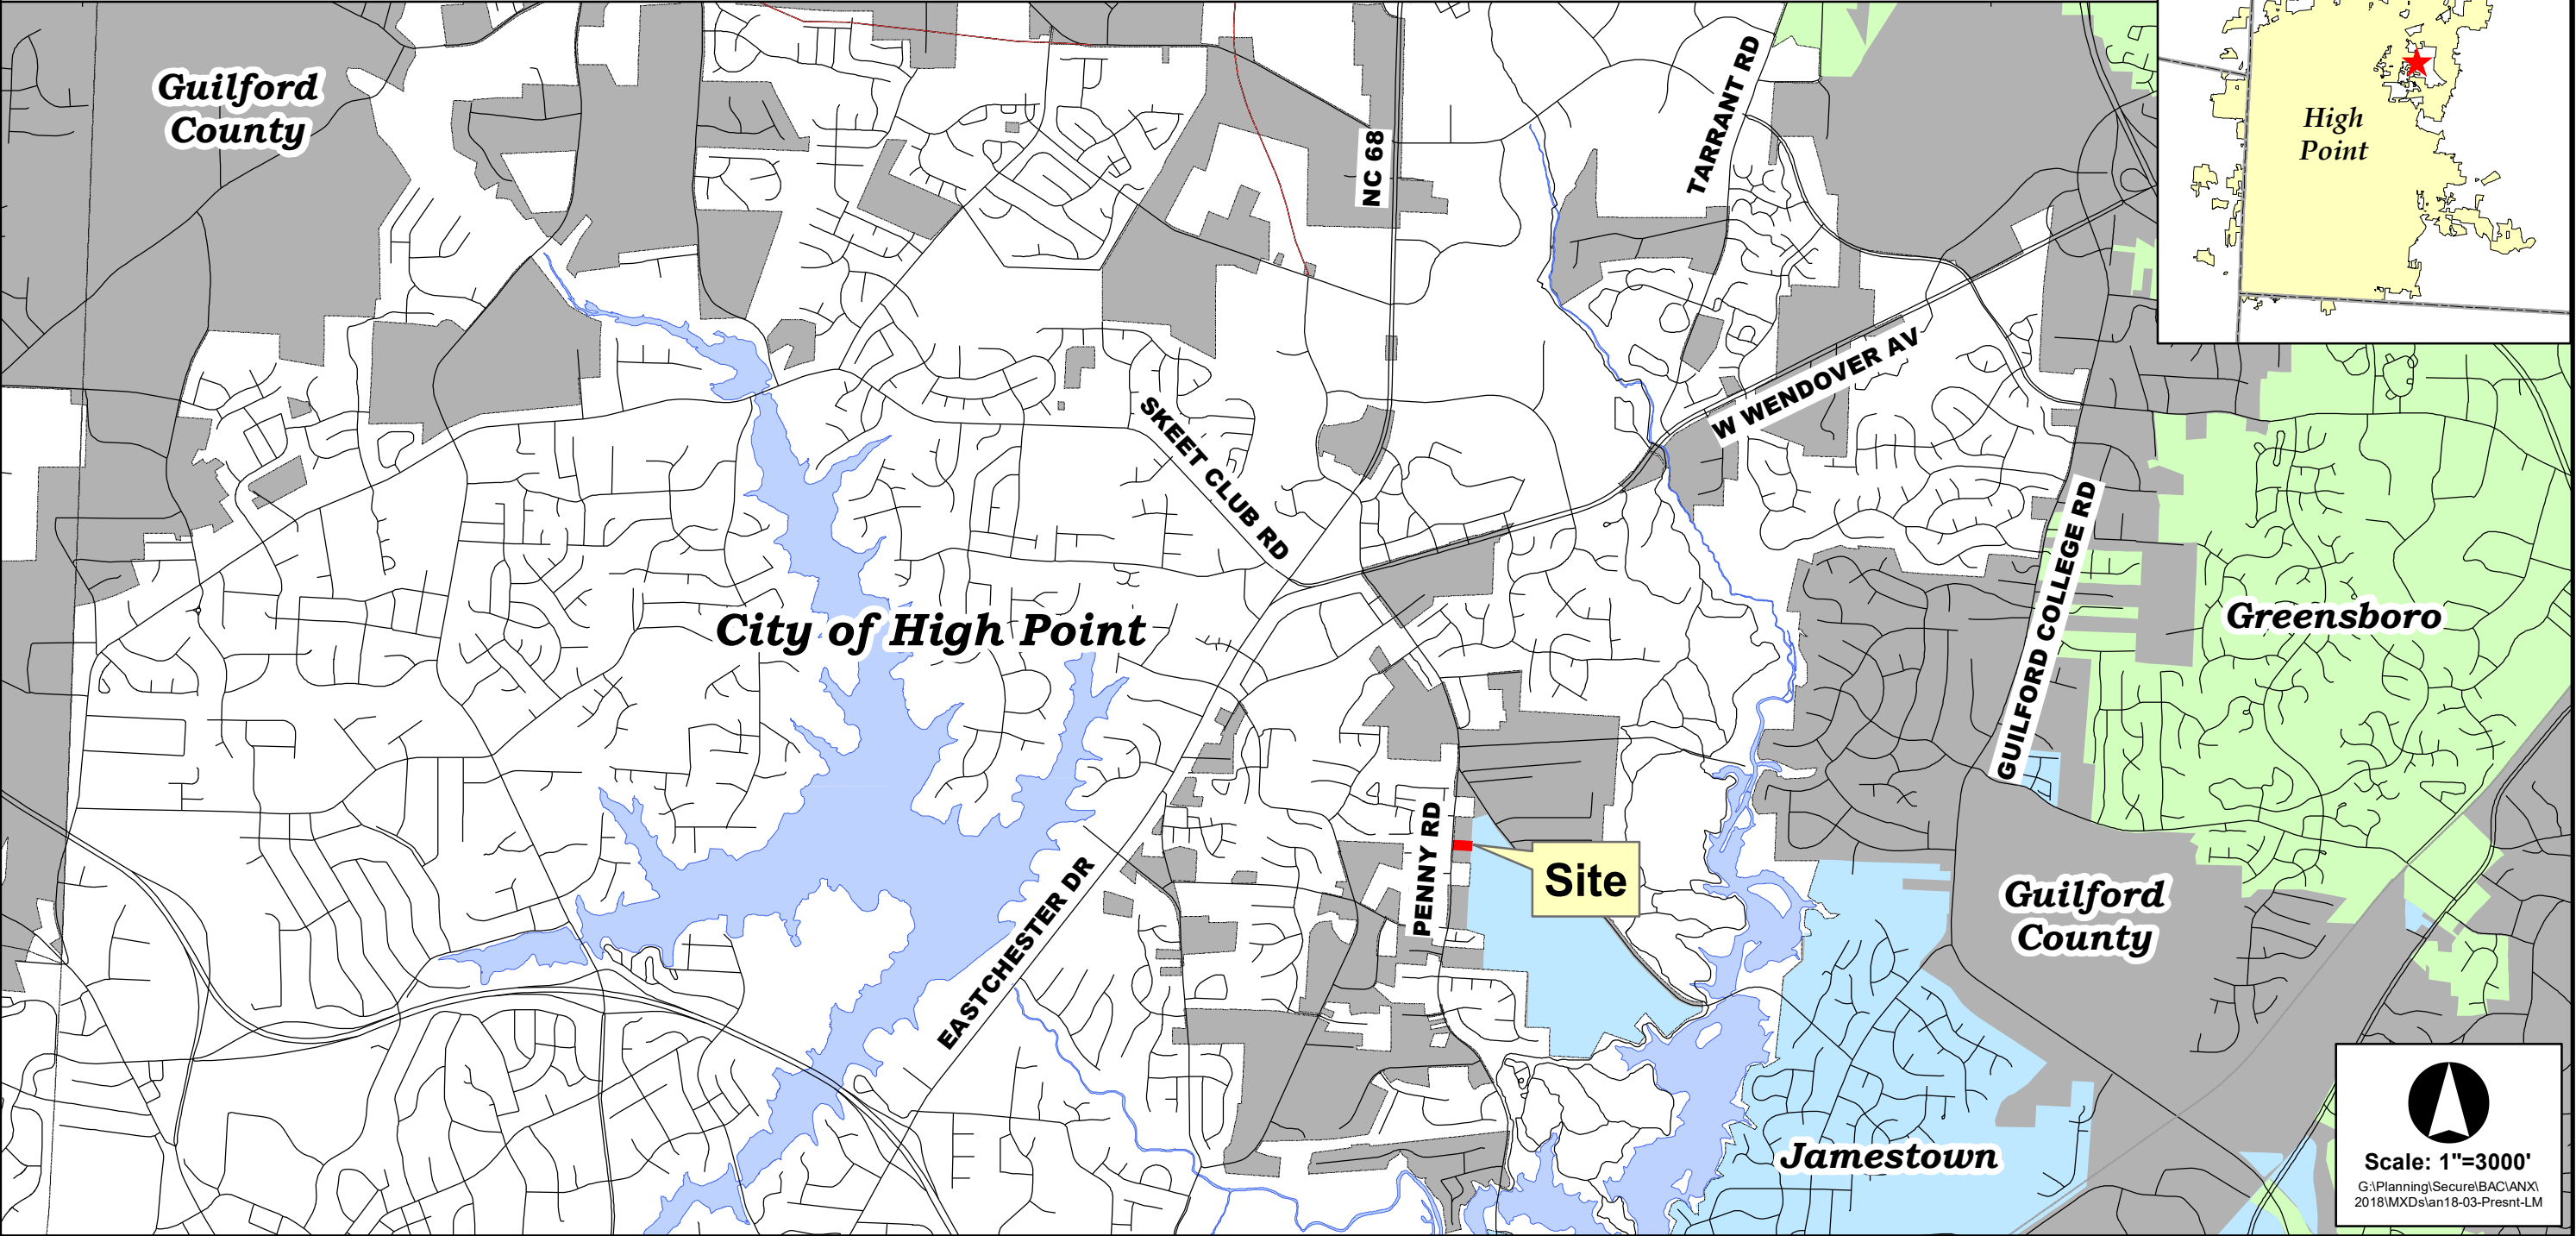 Guilford
County
TARRANT RD
High
Point
NC 68
W WENDOVER AV
SKEET CLUB RD
GUILFORD COLLEGE RD
City of High Point
Greensboro
PENNY RD
Site
EASTCHESTER DR
Guilford
County
Jamestown
Scale: 1"=3000'
G:\Planning\Secure\BAC\ANX\
2018\MXDs\an18-03-Presnt-LM